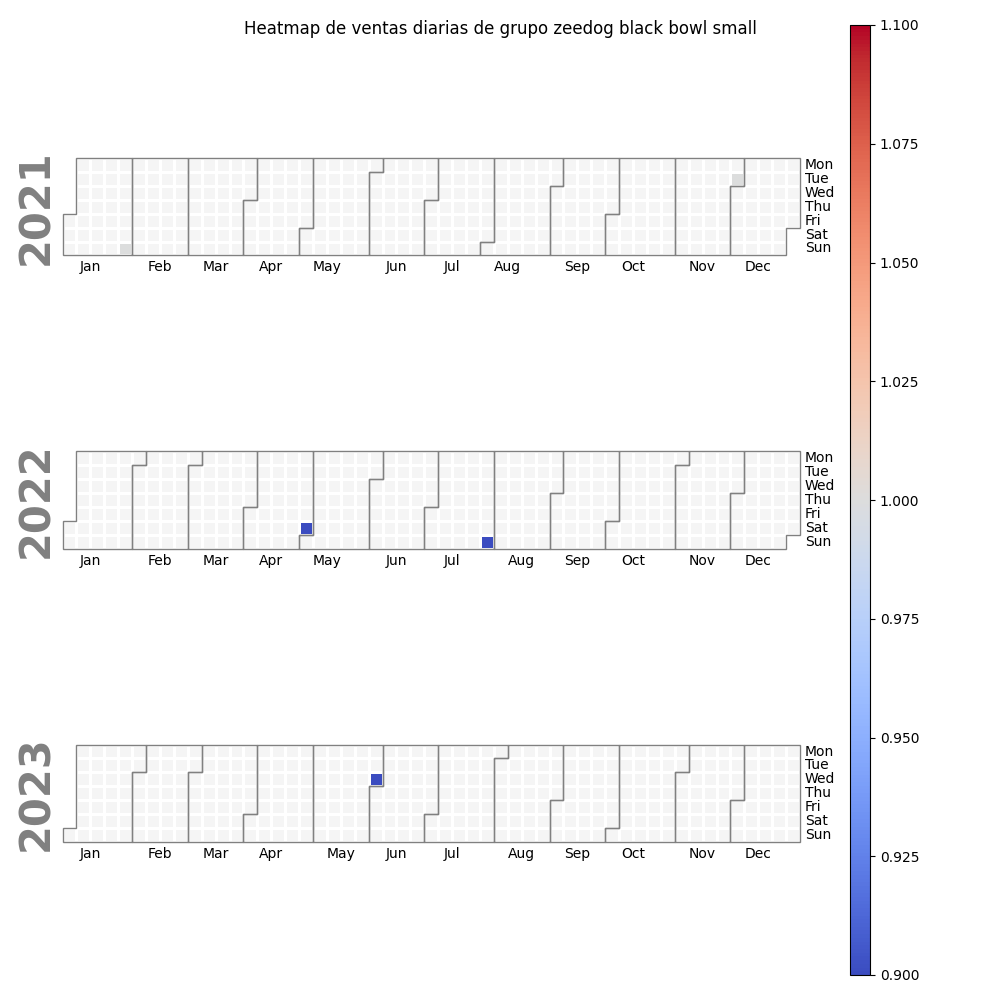 Heatmap de ventas diarias de grupo zeedog black bowl small
2021
Mon
Tue
Wed
Thu
Fri
Sat
Sun
Jan Feb Mar Apr May Jun Jul Aug Sep Oct Nov Dec
2022
Mon
Tue
Wed
Thu
Fri
Sat
Sun
Jan Feb Mar Apr May Jun Jul Aug Sep Oct Nov Dec
2023
Mon
Tue
Wed
Thu
Fri
Sat
Sun
Jan Feb Mar Apr May Jun Jul Aug Sep Oct Nov Dec
1.100
1.075
1.050
1.025
1.000
0.975
0.950
0.925
0.900